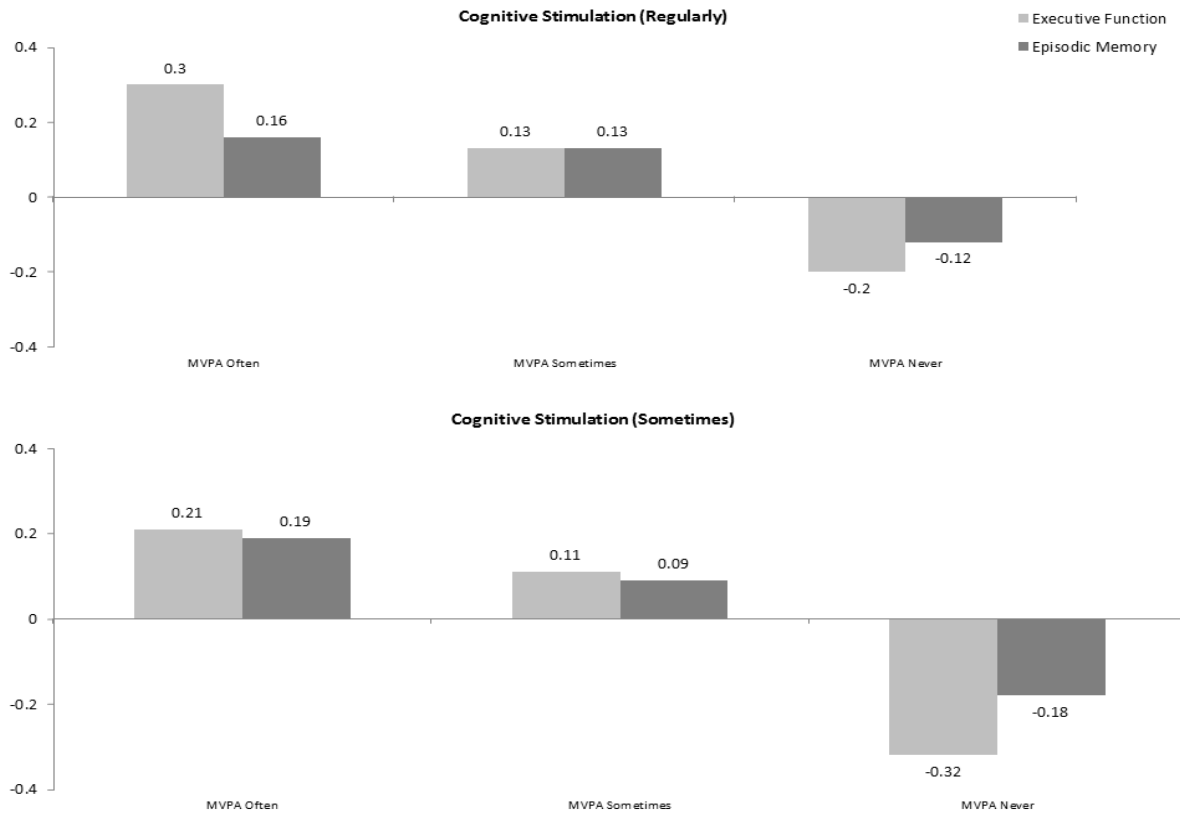 Cognitive Stimulation (Regularly)
Executive Function
Episodic Memory
0.4
0.2
0
-0.2
-0.4
0.3
0.16
0.13
0.13
-0.2
-0.12
MVPA Often
MVPA Sometimes
MVPA Never
Cognitive Stimulation (Sometimes)
0.4
0.2
0
-0.2
-0.4
0.21
0.19
0.11
0.09
-0.32
-0.18
MVPA Often
MVPA Sometimes
MVPA Never